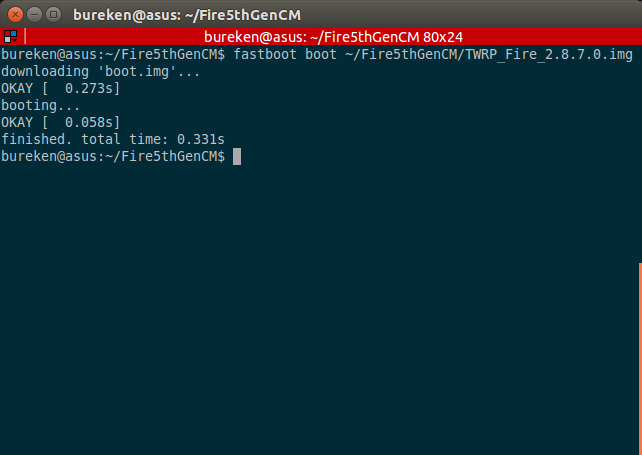 bureken@asus: ~/Fire5thGenCM
bureken@asus: ~/Fire5thGenCM 80x24
bureken@asus:~/Fire5thGenCM$ fastboot boot ~/Fire5thGenCM/TWRP_Fire_2.8.7.0.img
downloading 'boot.img'...
OKAY [  0.273s]
booting...
OKAY [  0.058s]
finished. total time: 0.331s
bureken@asus:~/Fire5thGenCM$